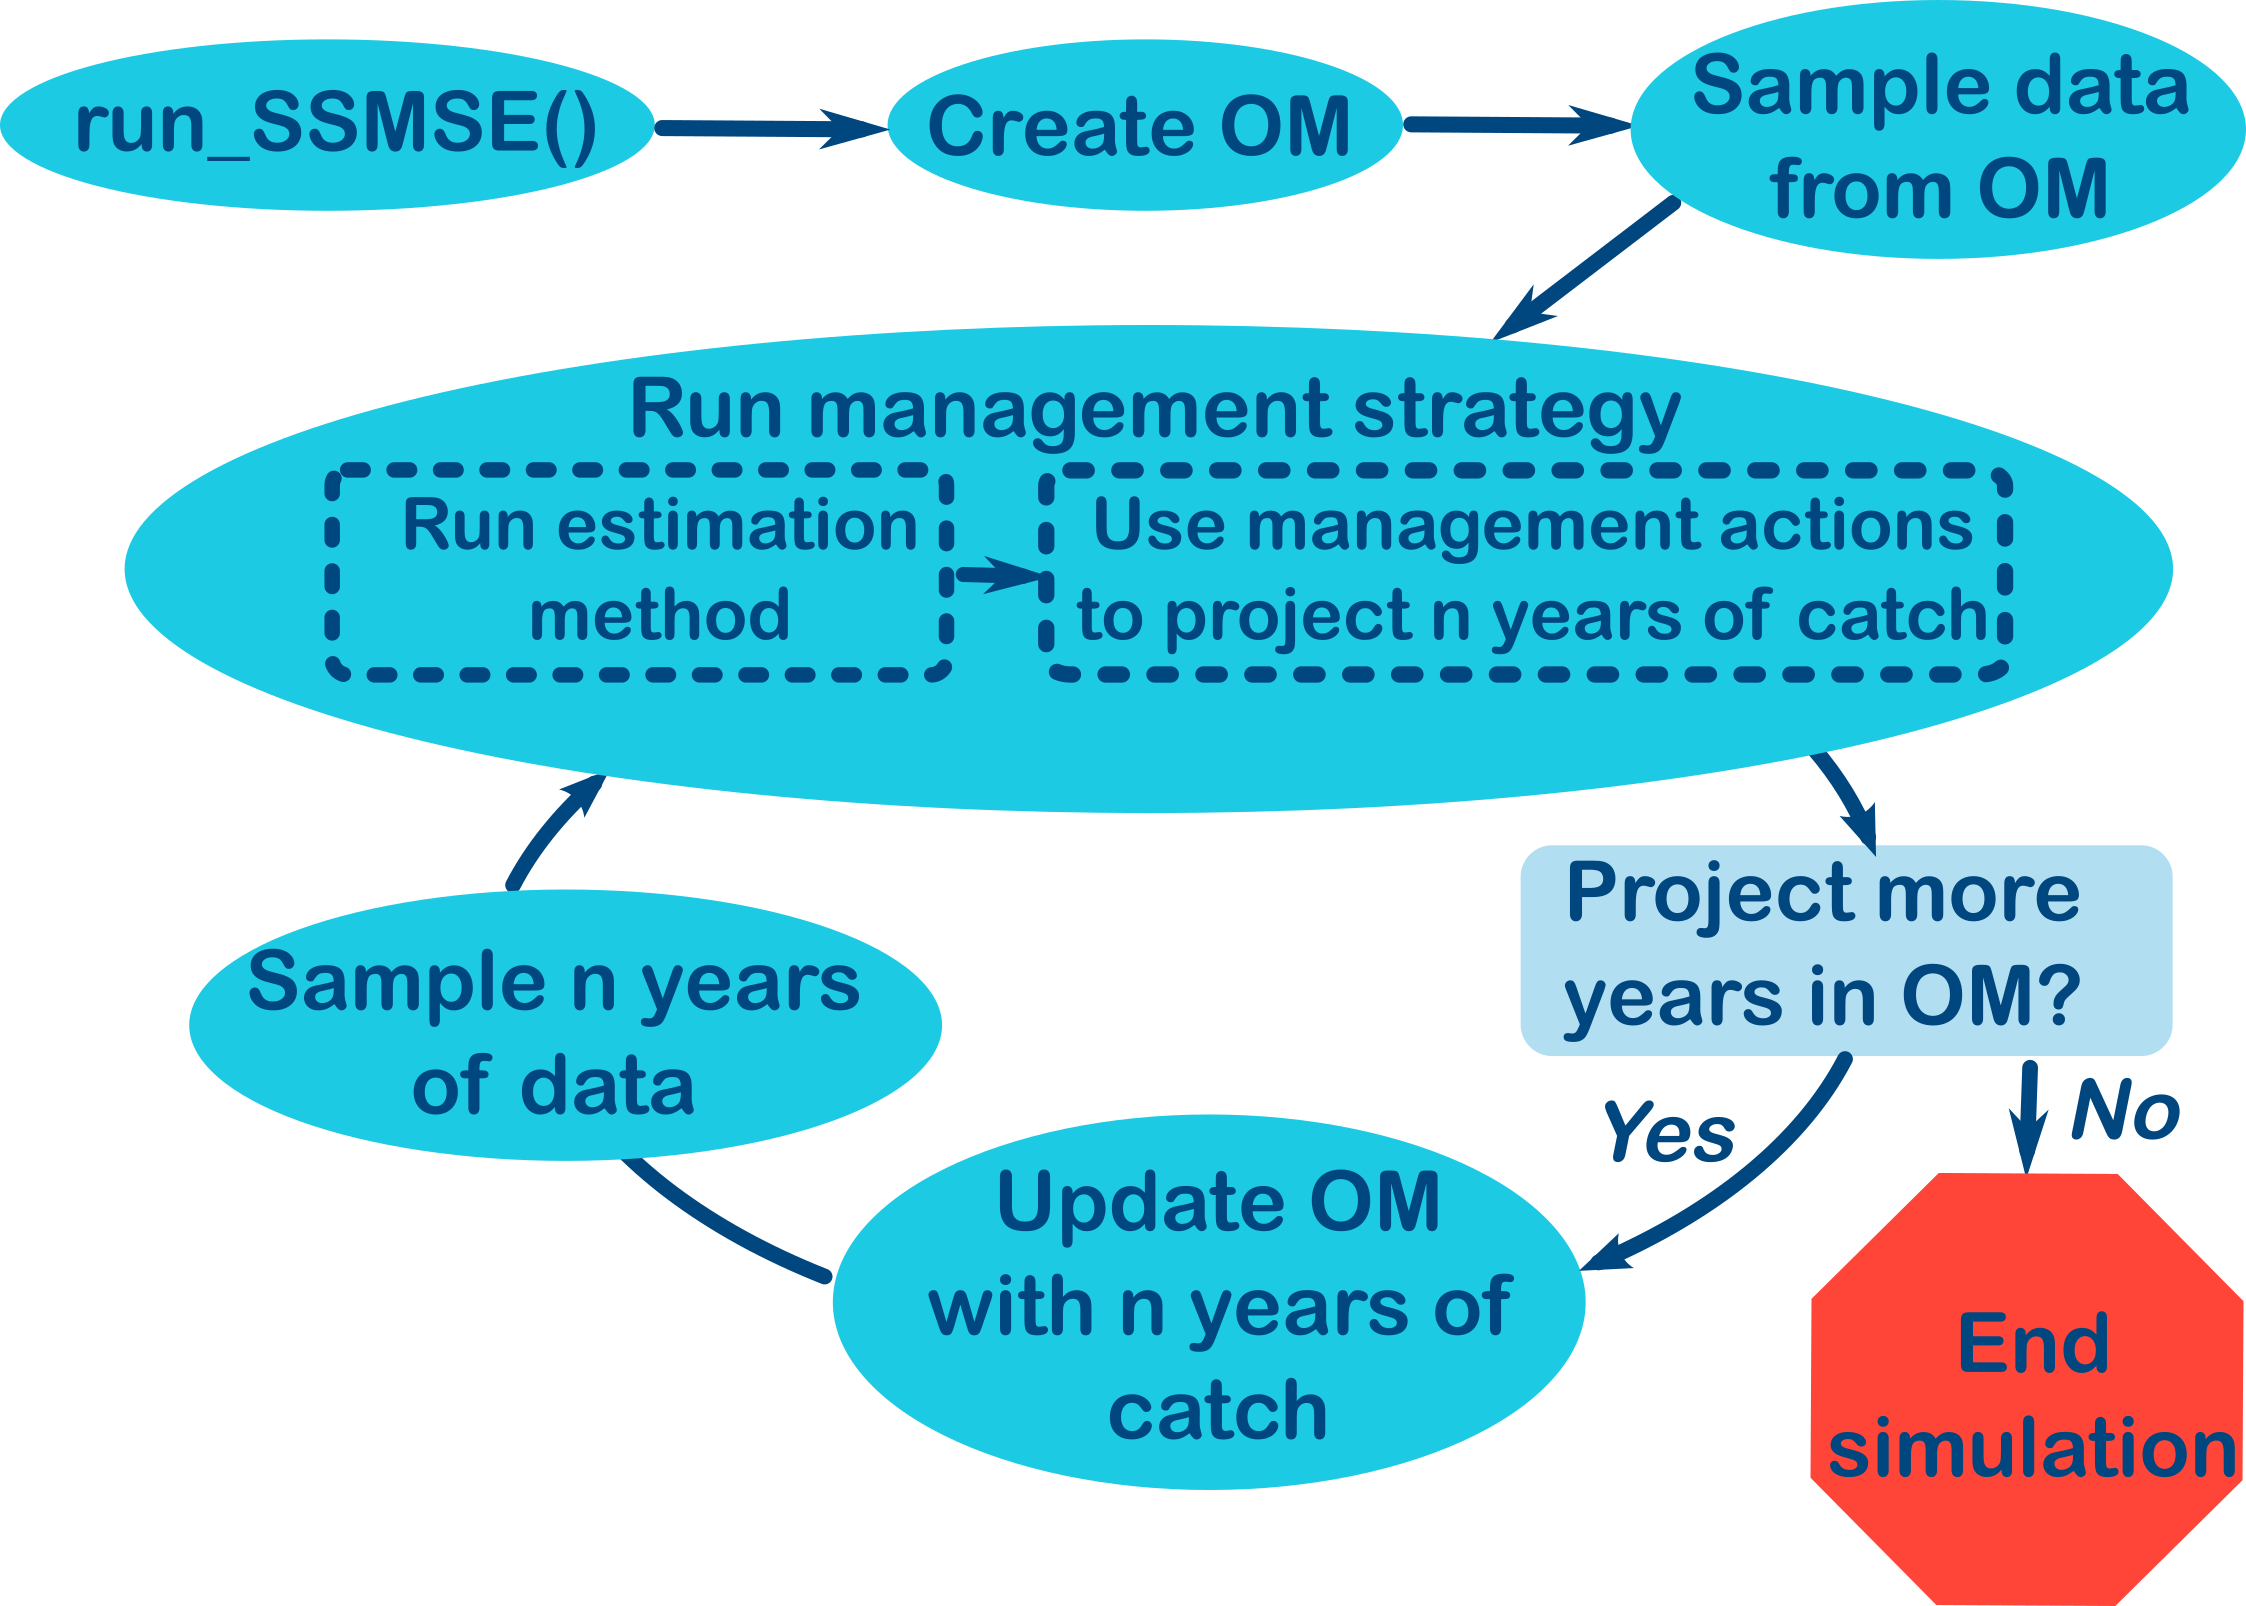 run_SSMSE()
Create OM
Sample data
from OM
Run management strategy
Run estimation
method
Use management actions
to project n years of catch
Project more
years in OM?
Yes
No
Sample n years
of data
Update OM
with n years of
catch
End
simulation